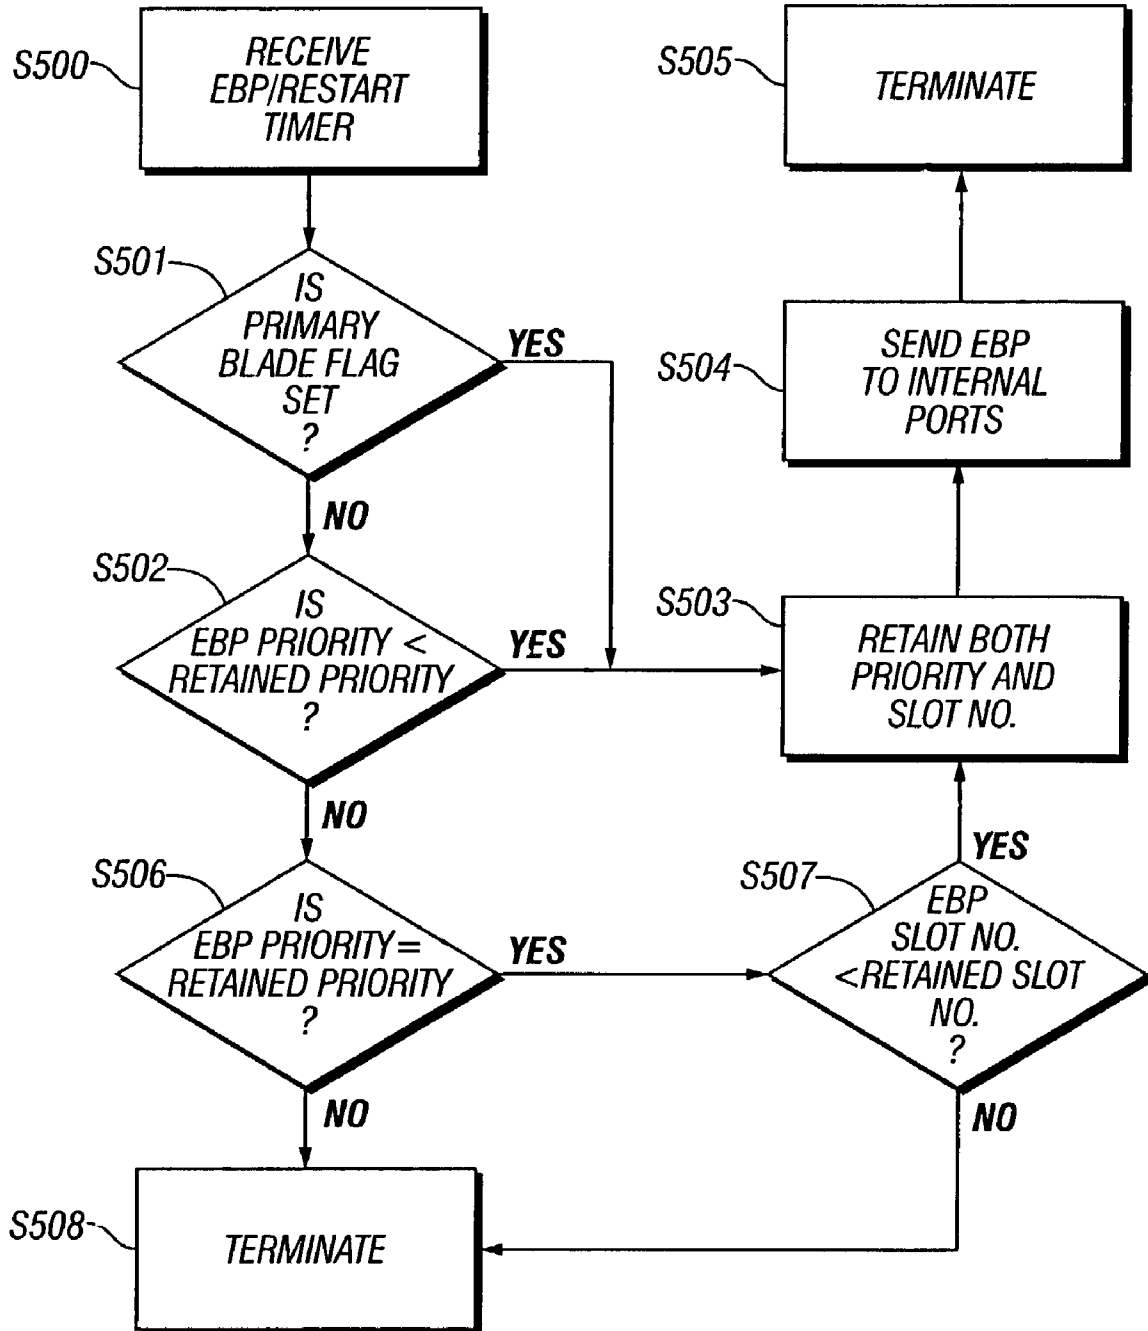 S500
RECEIVE
EBP/RESTART
TIMER
S505
TERMINATE
S501
IS
PRIMARY
BLADE FLAG
SET
?
YES
NO
S504
SEND EBP
TO INTERNAL
PORTS
S502
IS
EBP PRIORITY <
RETAINED PRIORITY
?
YES
NO
S503
RETAIN BOTH
PRIORITY AND
SLOT NO.
S506
IS
EBP PRIORITY=
RETAINED PRIORITY
?
YES
NO
S507
EBP
SLOT NO.
<RETAINED SLOT
NO.
?
YES
NO
S508
TERMINATE